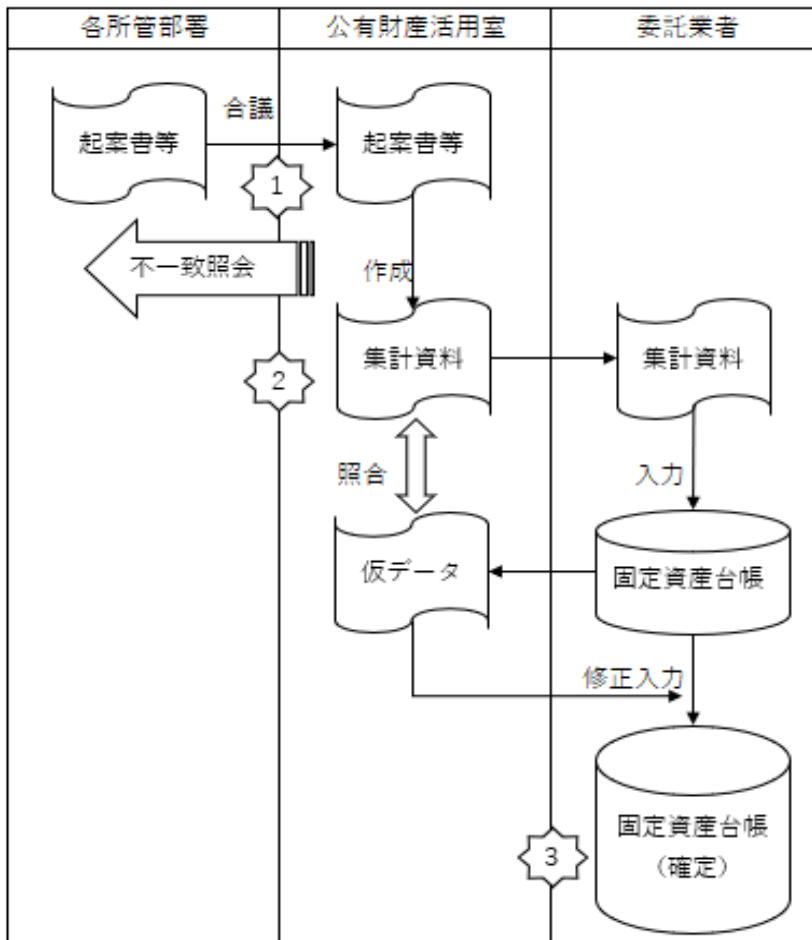 各所管部署
公有財産活用室
委託業者
起案書等
合議
起案書等
1
不一致照会
作成
集計資料
集計資料
2
照合
入力
仮データ
固定資産台帳
修正入力
固定資産台帳
（確定）
3